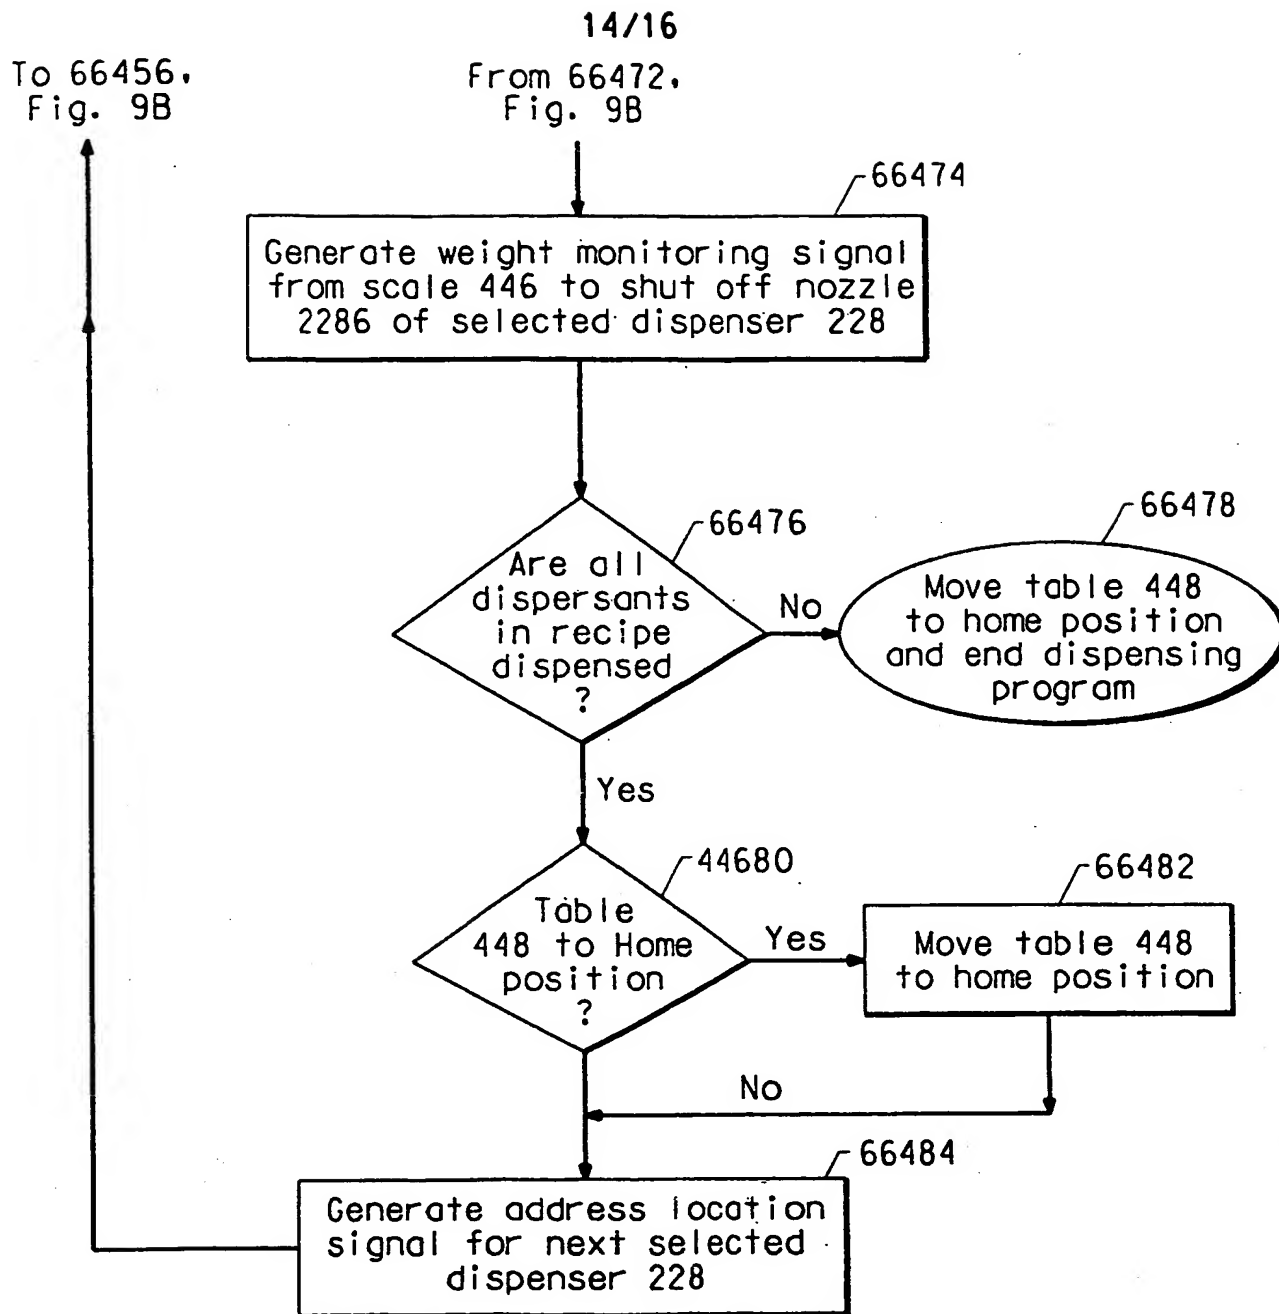 14/16
To 66456,
Fig. 9B
From 66472,
Fig. 9B
66474
Generate weight monitoring signal
from scale 446 to shut off nozzle
2286 of selected dispenser 228
66476
Are all
dispersants
in recipe
dispensed
?
No
66478
Move table 448
to home position
and end dispensing
program
Yes
44680
Table
448 to Home
position
?
Yes
66482
Move table 448
to home position
No
66484
Generate address location
signal for next selected
dispenser 228